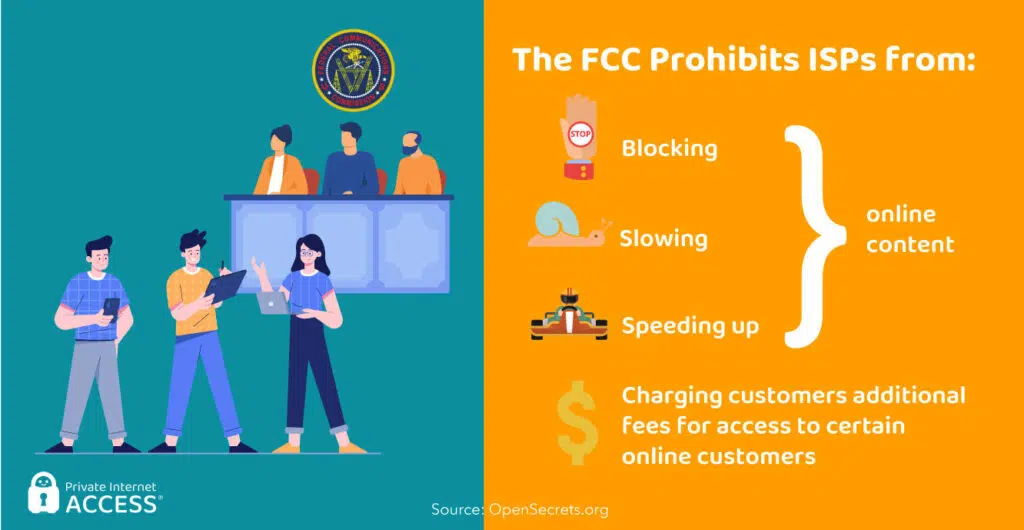 FEDERAL COMMUNICATIONS
COMMISSION
The FCC Prohibits ISPs from:
STOP
Blocking
Slowing
Speeding up
online
content
Charging customers additional
fees for access to certain
online customers
Private Internet
ACCESS®
Source: OpenSecrets.org